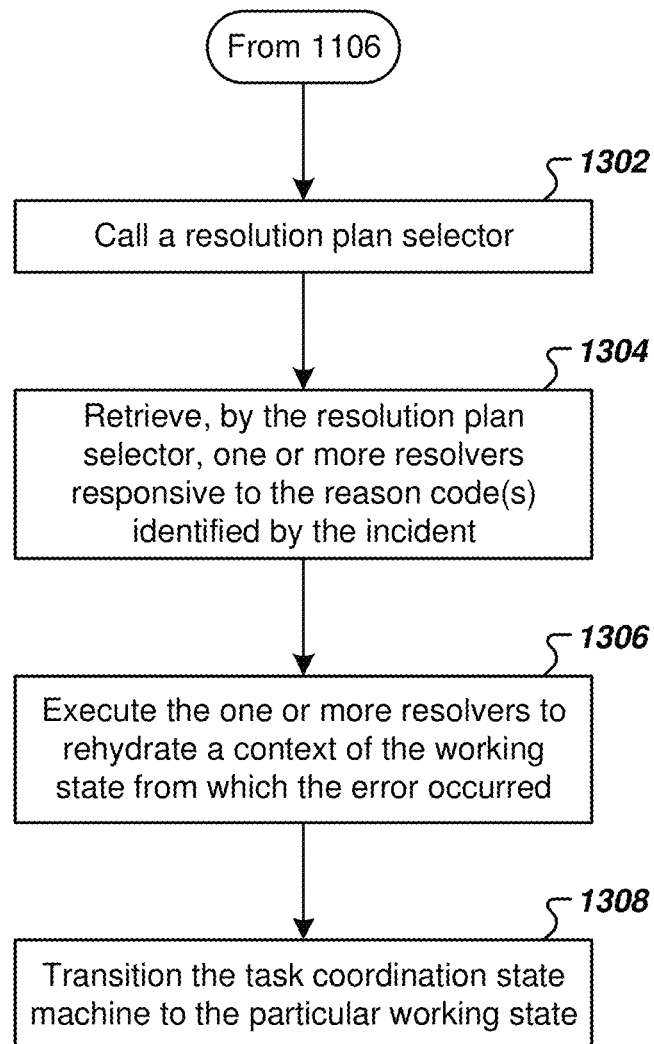 From 1106
1302
Call a resolution plan selector
1304
Retrieve, by the resolution plan
selector, one or more resolvers
responsive to the reason code(s)
identified by the incident
1306
Execute the one or more resolvers to
rehydrate a context of the working
state from which the error occurred
1308
Transition the task coordination state
machine to the particular working state